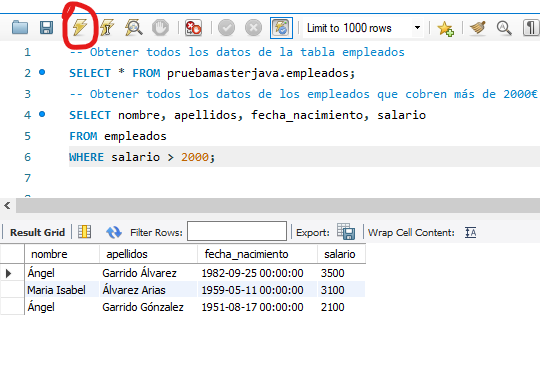 Limit to 1000 rows
1 -- Obtener todos los datos de la tabla empleados
2 SELECT * FROM pruebamasterjava.empleados;
3 -- Obtener todos los datos de los empleados que cobren más de 2000€
4 SELECT nombre, apellidos, fecha_nacimiento, salario
5 FROM empleados
6 WHERE salario > 2000;
7
Result Grid Filter Rows: Export: Wrap Cell Content:
nombre apellidos fecha_nacimiento salario
Ángel Garrido Álvarez 1982-09-25 00:00:00 3500
Maria Isabel Álvarez Arias 1959-05-11 00:00:00 3100
Ángel Garrido Gónzalez 1951-08-17 00:00:00 2100